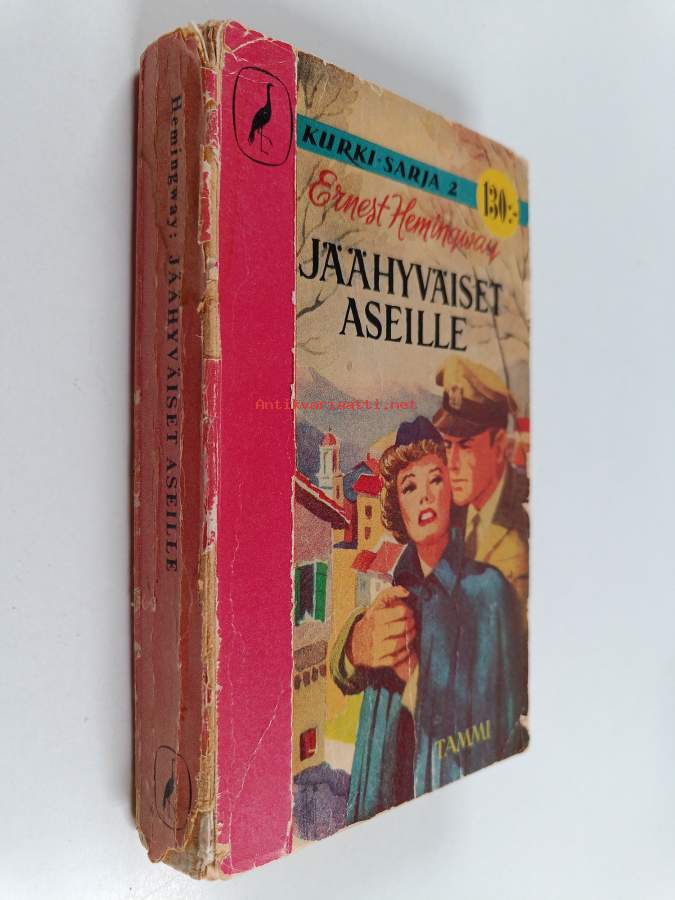 Hemingway: JÄÄHYVÄISET ASEILLE
KURKI-SARJA 2
130:-
Ernest Hemingway
JÄÄHYVÄISET
ASEILLE
Antikvariaatti.net
TAMMI